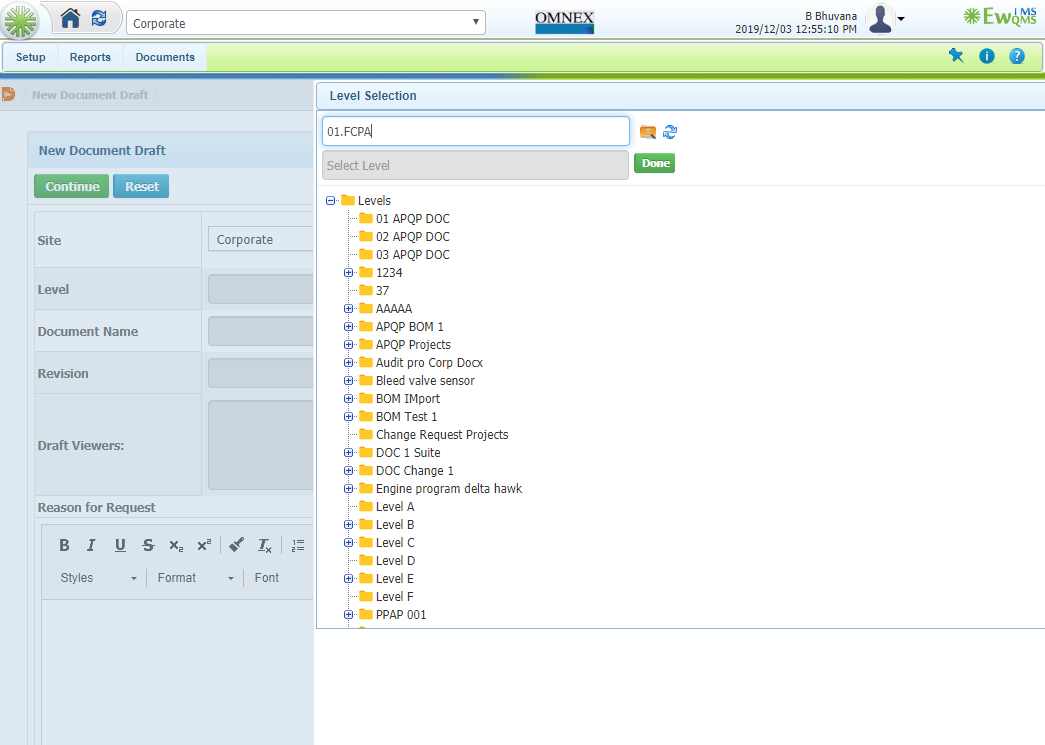 Corporate
OMNEX
B Bhuvana
2019/12/03 12:55:10 PM
EwIMS
QMS
Setup
Reports
Documents
New Document Draft
Level Selection
01.FCPA
Select Level
Done
New Document Draft
Continue
Reset
Site
Corporate
Level
Document Name
Revision
Draft Viewers:
Reason for Request
Styles
Format
Font
Levels
01 APQP DOC
02 APQP DOC
03 APQP DOC
1234
37
AAAAA
APQP BOM 1
APQP Projects
Audit pro Corp Docx
Bleed valve sensor
BOM IMport
BOM Test 1
Change Request Projects
DOC 1 Suite
DOC Change 1
Engine program delta hawk
Level A
Level B
Level C
Level D
Level E
Level F
PPAP 001